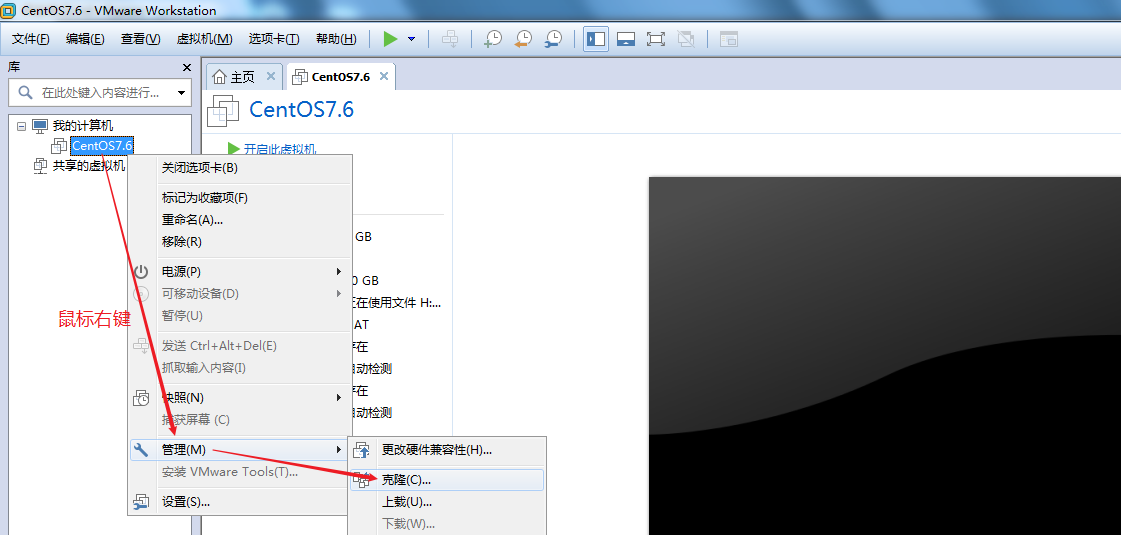 CentOS7.6 - VMware Workstation
文件(F) 编辑(E) 查看(V) 虚拟机(M) 选项卡(T) 帮助(H)
库
在此处键入内容进行...
主页
CentOS7.6
CentOS7.6
我的计算机
CentOS7.6
共享的虚拟机
开启此虚拟机
关闭选项卡(B)
标记为收藏项(F)
重命名(A)...
移除(R)
GB
电源(P)
0 GB
可移动设备(D)
正在使用文件 H:...
暂停(U)
AT
发送 Ctrl+Alt+Del(E)
存在
抓取输入内容(I)
自动检测
快照(N)
存在
捕获屏幕 (C)
自动检测
鼠标右键
管理(M)
更改硬件兼容性(H)...
安装 VMware Tools(T)...
克隆(C)...
设置(S)...
上载(U)...
下载(W)...